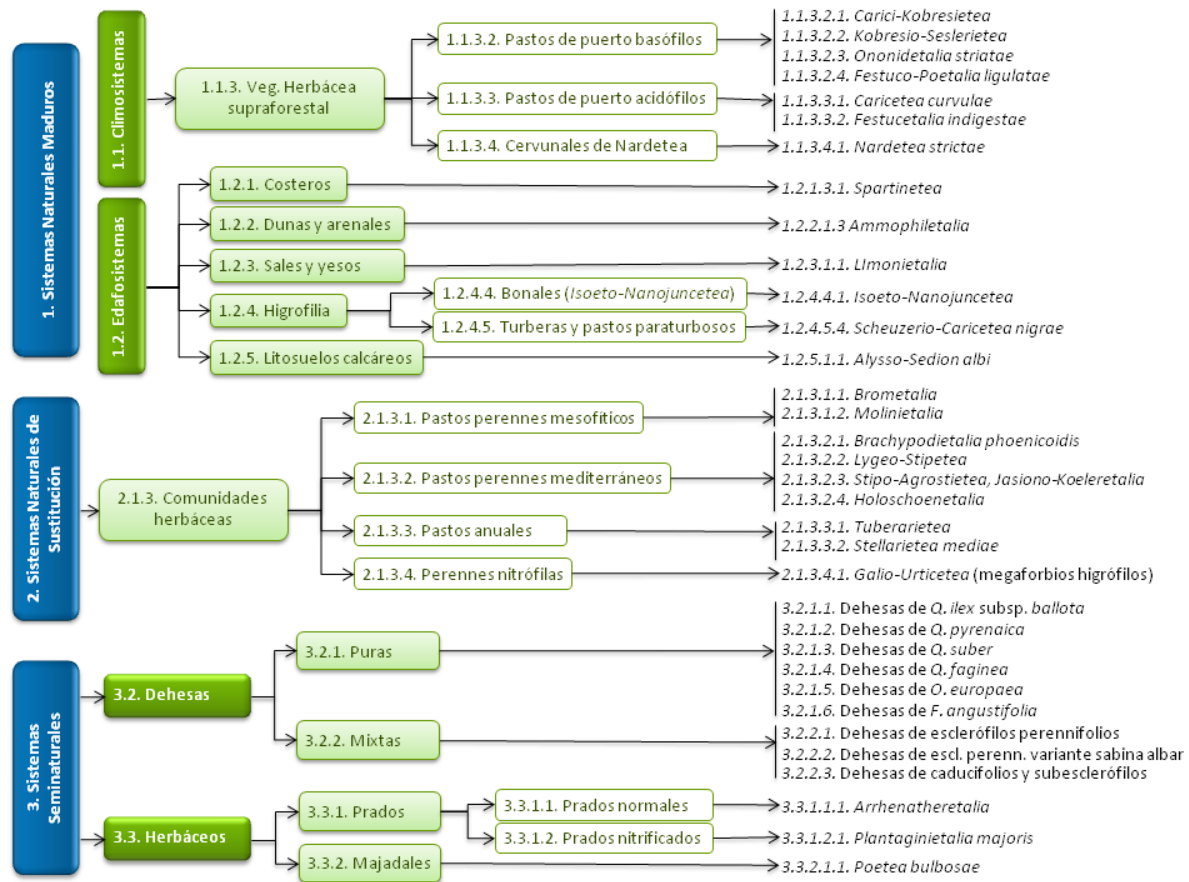 1. Sistemas Naturales Maduros
1.1. Climosistemas
1.1.3. Veg. Herbácea
supraforestal
1.1.3.2. Pastos de puerto basófilos
1.1.3.2.1. Carici-Kobresietea
1.1.3.2.2. Kobresio-Seslerietea
1.1.3.2.3. Ononidetalia striatae
1.1.3.2.4. Festuco-Poetalia ligulatae
1.1.3.3. Pastos de puerto acidófilos
1.1.3.3.1. Caricetea curvulae
1.1.3.3.2. Festucetalia indigestae
1.1.3.4. Cervunales de Nardetea
1.1.3.4.1. Nardetea strictae
1.2. Edafosistemas
1.2.1. Costeros
1.2.1.3.1. Spartinetea
1.2.2. Dunas y arenales
1.2.2.1.3 Ammophiletalia
1.2.3. Sales y yesos
1.2.3.1.1. LImonietalia
1.2.4. Higrofilia
1.2.4.4. Bonales (Isoeto-Nanojuncetea)
1.2.4.4.1. Isoeto-Nanojuncetea
1.2.4.5. Turberas y pastos paraturbosos
1.2.4.5.4. Scheuzerio-Caricetea nigrae
1.2.5. Litosuelos calcáreos
1.2.5.1.1. Alysso-Sedion albi
2. Sistemas Naturales de
Sustitución
2.1.3. Comunidades
herbáceas
2.1.3.1. Pastos perennes mesofíticos
2.1.3.1.1. Brometalia
2.1.3.1.2. Molinietalia
2.1.3.2. Pastos perennes mediterráneos
2.1.3.2.1. Brachypodietalia phoenicoidis
2.1.3.2.2. Lygeo-Stipetea
2.1.3.2.3. Stipo-Agrostietea, Jasiono-Koeleretalia
2.1.3.2.4. Holoschoenetalia
2.1.3.3. Pastos anuales
2.1.3.3.1. Tuberarietea
2.1.3.3.2. Stellarietea mediae
2.1.3.4. Perennes nitrófilas
2.1.3.4.1. Galio-Urticetea (megaforbios higrófilos)
3. Sistemas
Seminaturales
3.2. Dehesas
3.2.1. Puras
3.2.1.1. Dehesas de Q. ilex subsp. ballota
3.2.1.2. Dehesas de Q. pyrenaica
3.2.1.3. Dehesas de Q. suber
3.2.1.4. Dehesas de Q. faginea
3.2.1.5. Dehesas de O. europaea
3.2.1.6. Dehesas de F. angustifolia
3.2.2. Mixtas
3.2.2.1. Dehesas de esclerófilos perennifolios
3.2.2.2. Dehesas de escl. perenn. variante sabina albar
3.2.2.3. Dehesas de caducifolios y subesclerófilos
3.3. Herbáceos
3.3.1. Prados
3.3.1.1. Prados normales
3.3.1.1.1. Arrhenatheretalia
3.3.1.2. Prados nitrificados
3.3.1.2.1. Plantaginietalia majoris
3.3.2. Majadales
3.3.2.1.1. Poetea bulbosae